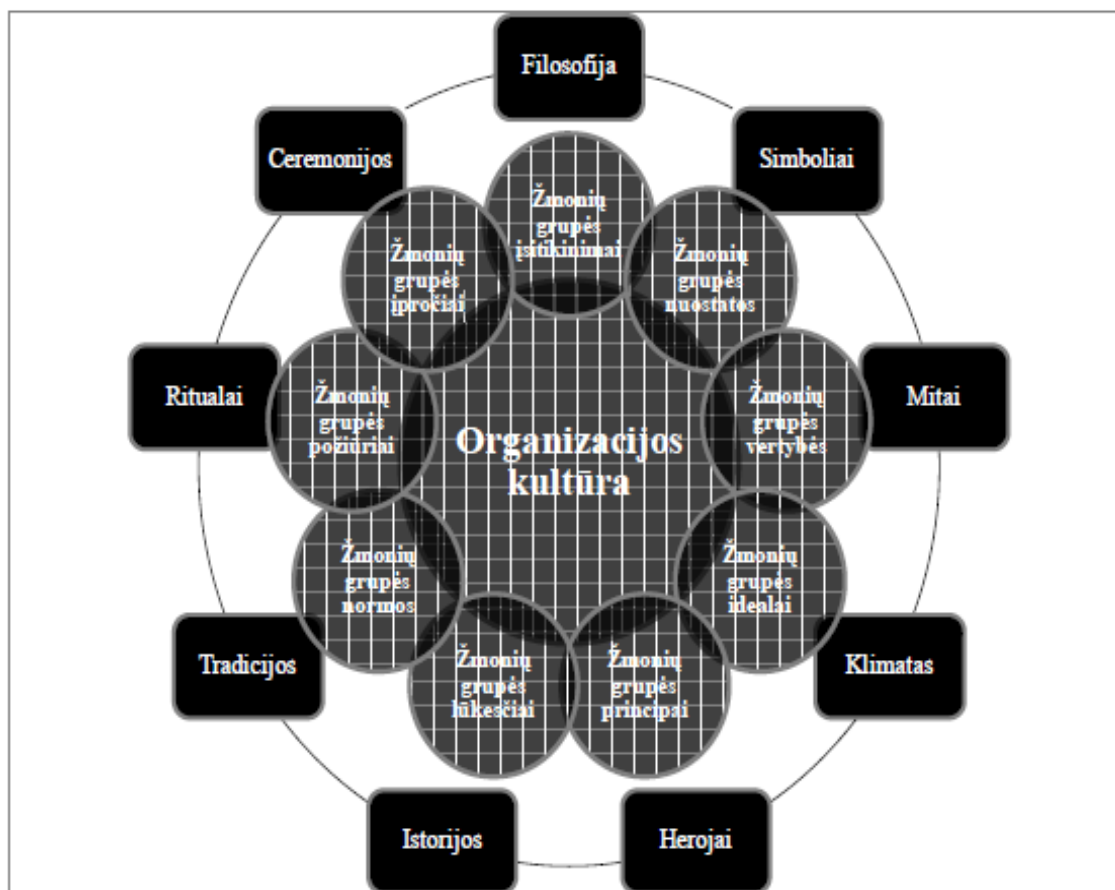 Filosofija
Ceremonijos
Simboliai
Žmonių
grupės
įsitikinimai
Žmonių
grupės
įpročiai
Žmonių
grupės
nuostatos
Ritualai
Žmonių
grupės
požiūriai
Organizacijos
kultūra
Žmonių
grupės
vertybės
Mitai
Žmonių
grupės
normos
Žmonių
grupės
idealai
Tradicijos
Žmonių
grupės
lūkesčiai
Žmonių
grupės
principai
Klimatas
Istorijos
Herojai